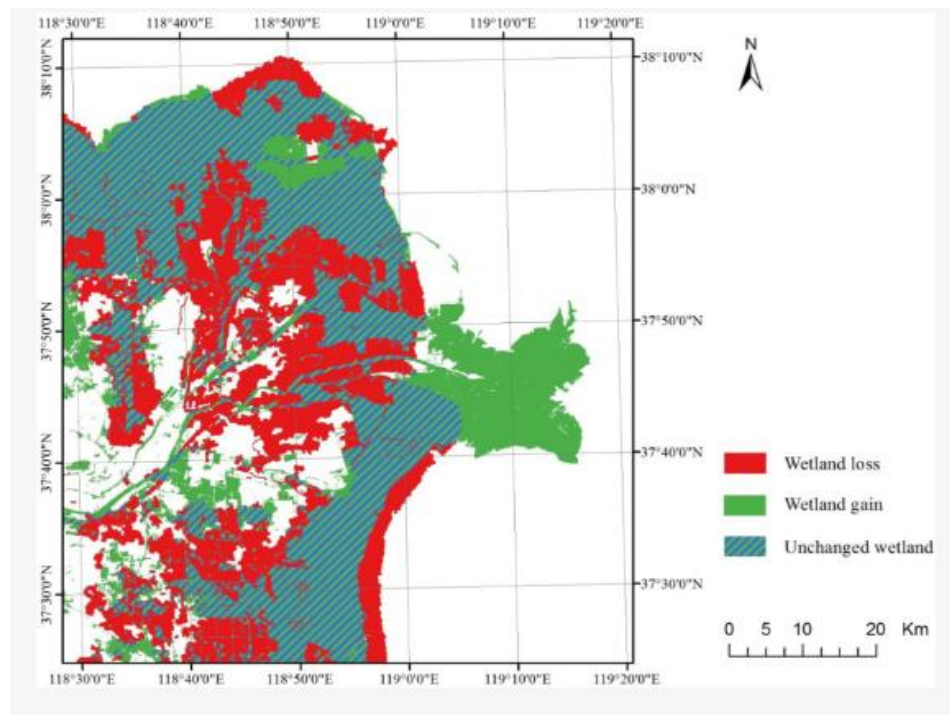 118°30'0"E 118°40'0"E 118°50'0"E 119°0'0"E 119°10'0"E 119°20'0"E
N
38°10'0"N 38°10'0"N
38°0'0"N 38°0'0"N
37°50'0"N 37°50'0"N
37°40'0"N 37°40'0"N
Wetland loss
Wetland gain
Unchanged wetland
37°30'0"N 37°30'0"N
0 5 10 20 Km
118°30'0"E 118°40'0"E 118°50'0"E 119°0'0"E 119°10'0"E 119°20'0"E